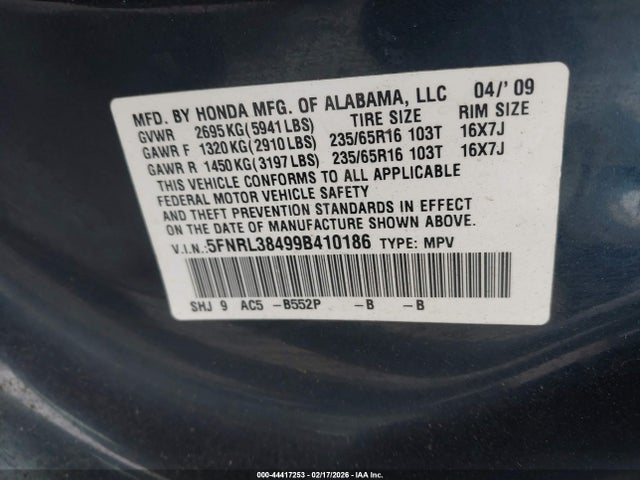 MFD. BY HONDA MFG. OF ALABAMA, LLC 04/'09
GVWR 2695KG(5941LBS) TIRE SIZE RIM SIZE
GAWR F 1320KG(2910LBS) 235/65R16 103T 16X7J
GAWR R 1450KG(3197LBS) 235/65R16 103T 16X7J
THIS VEHICLE CONFORMS TO ALL APPLICABLE
FEDERAL MOTOR VEHICLE SAFETY
AND THEFT PREVENTION STANDARDS IN EFFECT
ON THE DATE OF MANUFACTURE SHOWN ABOVE.
V.I.N.:5FNRL38499B410186 TYPE: MPV
SHJ 9 AC5 -B552P -B -B
000-44417253 - 02/17/2026 - IAA Inc.